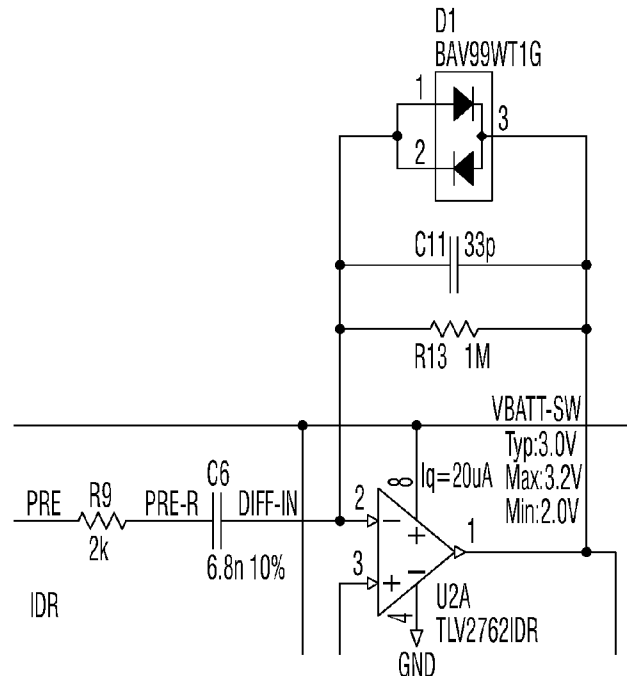 D1
BAV99WT1G
1
3
2
C11 33p
R13 1M
VBATT-SW
Typ:3.0V
Max:3.2V
Min:2.0V
8
Iq=20uA
PRE
R9
2k
PRE-R
C6
6.8n 10%
DIFF-IN
2
1
3
4
U2A
TLV2762IDR
IDR
GND